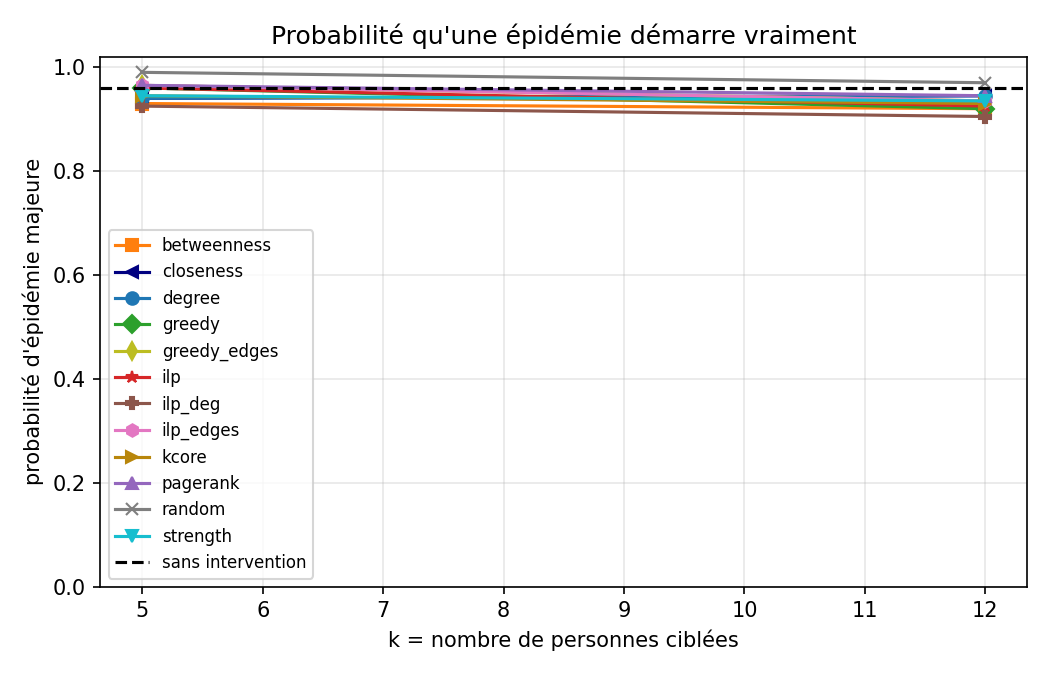 Probabilité qu'une épidémie démarre vraiment
probabilité d'épidémie majeure
1.0
0.8
0.6
0.4
0.2
0.0
betweenness
closeness
degree
greedy
greedy_edges
ilp
ilp_deg
ilp_edges
kcore
pagerank
random
strength
sans intervention
5 6 7 8 9 10 11 12
k = nombre de personnes ciblées